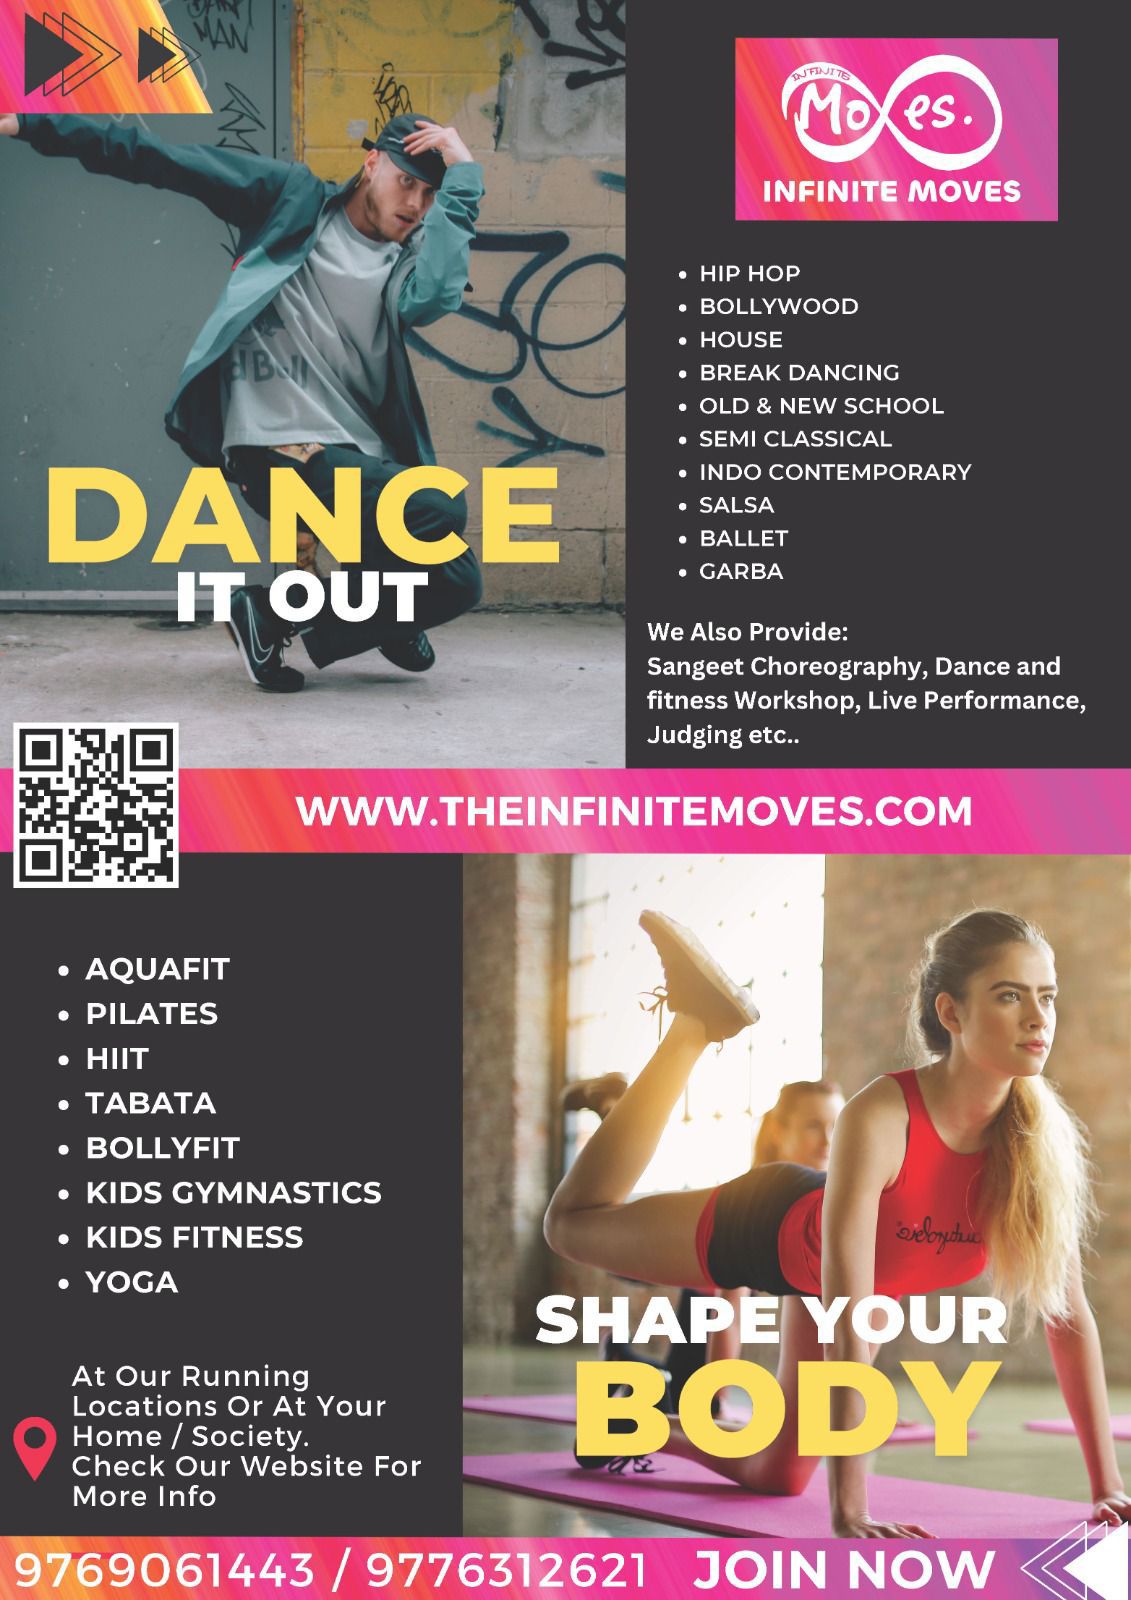 INFINITE
Moves.
INFINITE MOVES
• HIP HOP
• BOLLYWOOD
• HOUSE
• BREAK DANCING
• OLD & NEW SCHOOL
• SEMI CLASSICAL
• INDO CONTEMPORARY
• SALSA
• BALLET
• GARBA
We Also Provide:
Sangeet Choreography, Dance and
fitness Workshop, Live Performance,
Judging etc..
MAN
d Bull
DANCE
IT OUT
WWW.THEINFINITEMOVES.COM
• AQUAFIT
• PILATES
• HIIT
• TABATA
• BOLLYFIT
• KIDS GYMNASTICS
• KIDS FITNESS
• YOGA
At Our Running
Locations Or At Your
Home / Society.
Check Our Website For
More Info
SHAPE YOUR
BODY
9769061443 / 9776312621 JOIN NOW